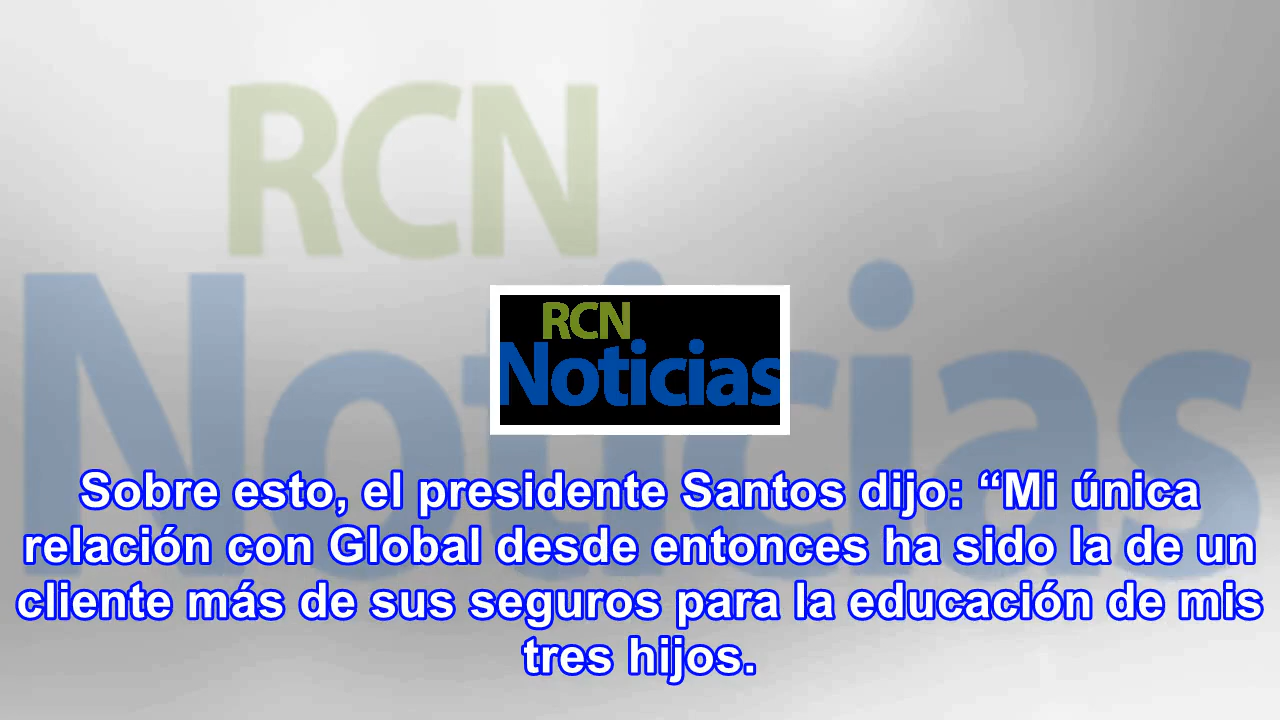 RCN
Noticias
RCN
Noticias
Sobre esto, el presidente Santos dijo: “Mi única
relación con Global desde entonces ha sido la de un
cliente más de sus seguros para la educación de mis
tres hijos.